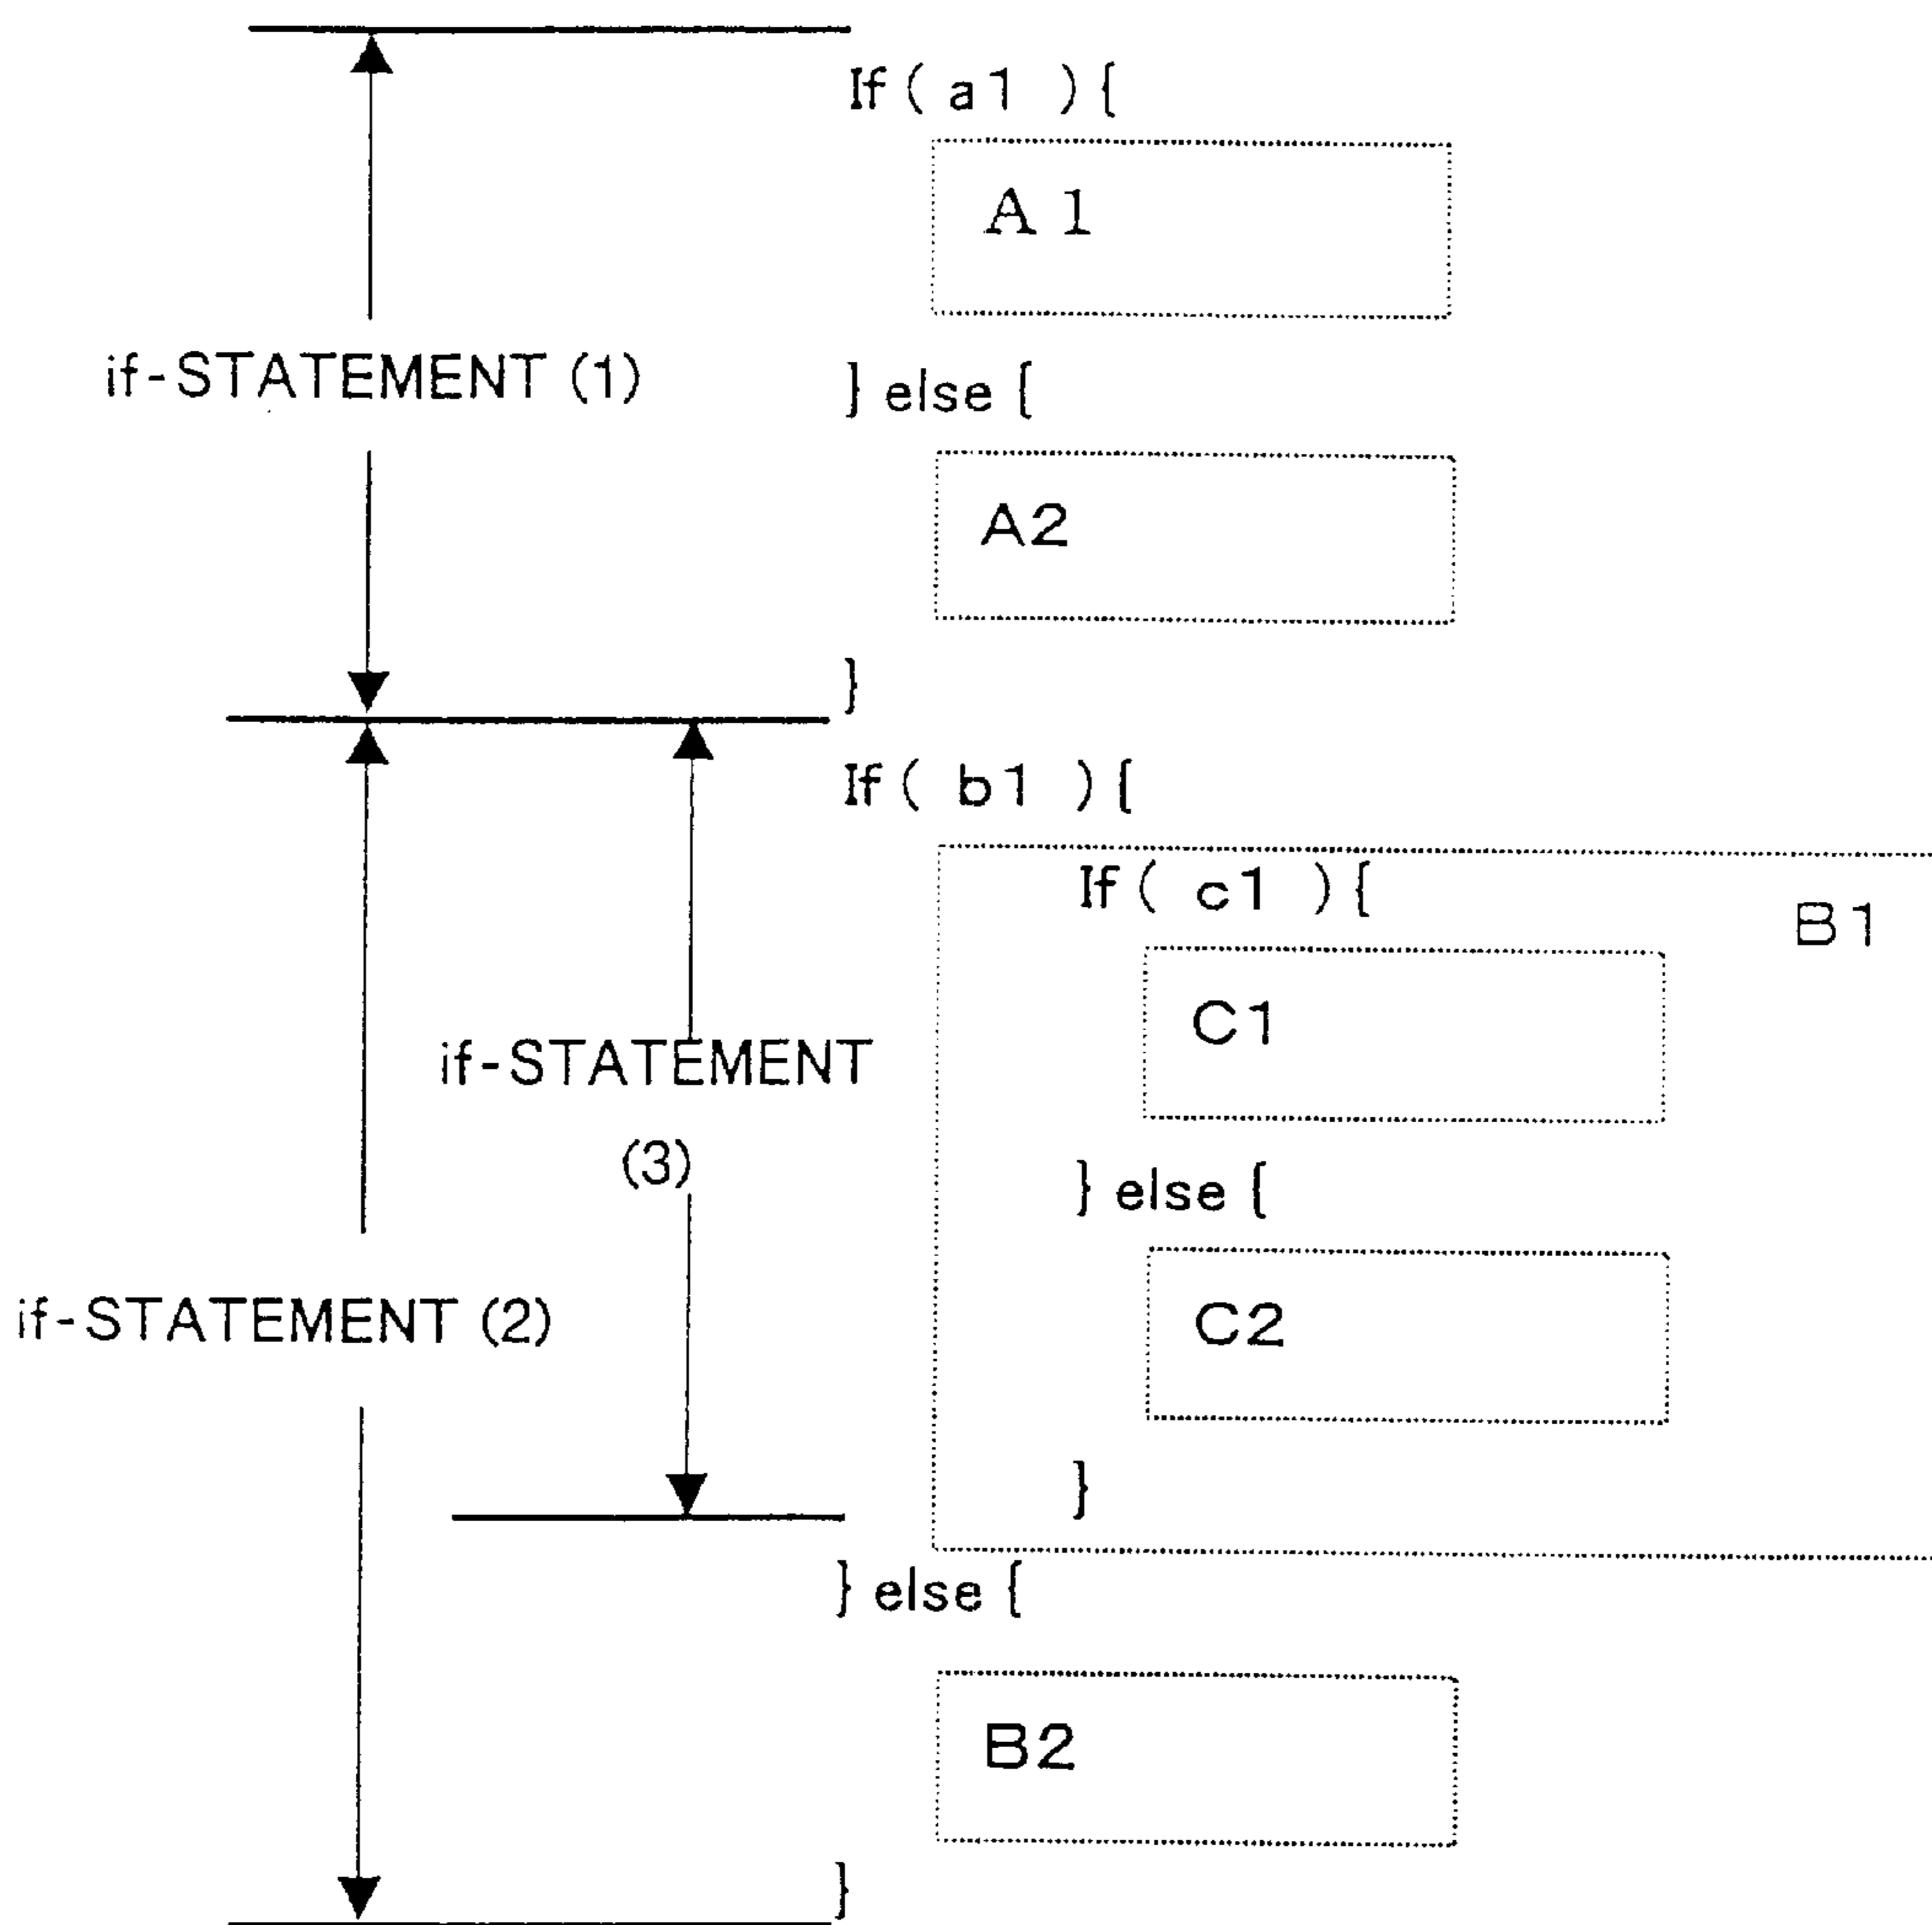 If ( a1 ) {
A 1
if-STATEMENT (1)
} else {
A2
}
If ( b1 ) {
If ( c1 ) {
B1
C1
if-STATEMENT
(3)
} else {
if-STATEMENT (2)
C2
}
} else {
B2
}